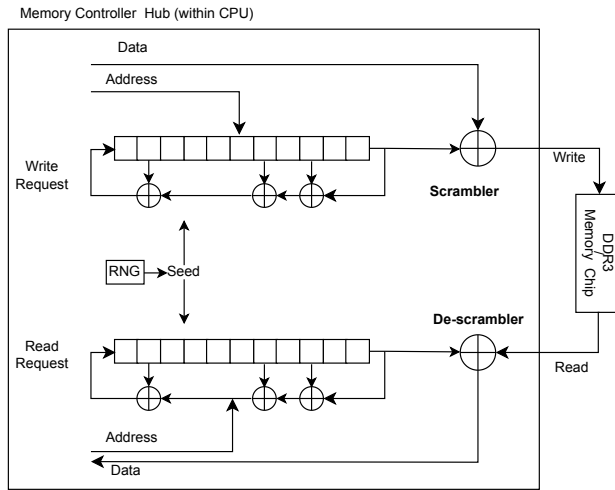 Memory Controller Hub (within CPU)
Data
Address
Write
Request
Scrambler
Write
DDR3
Memory Chip
RNG
Seed
De-scrambler
Read
Request
Read
Address
Data